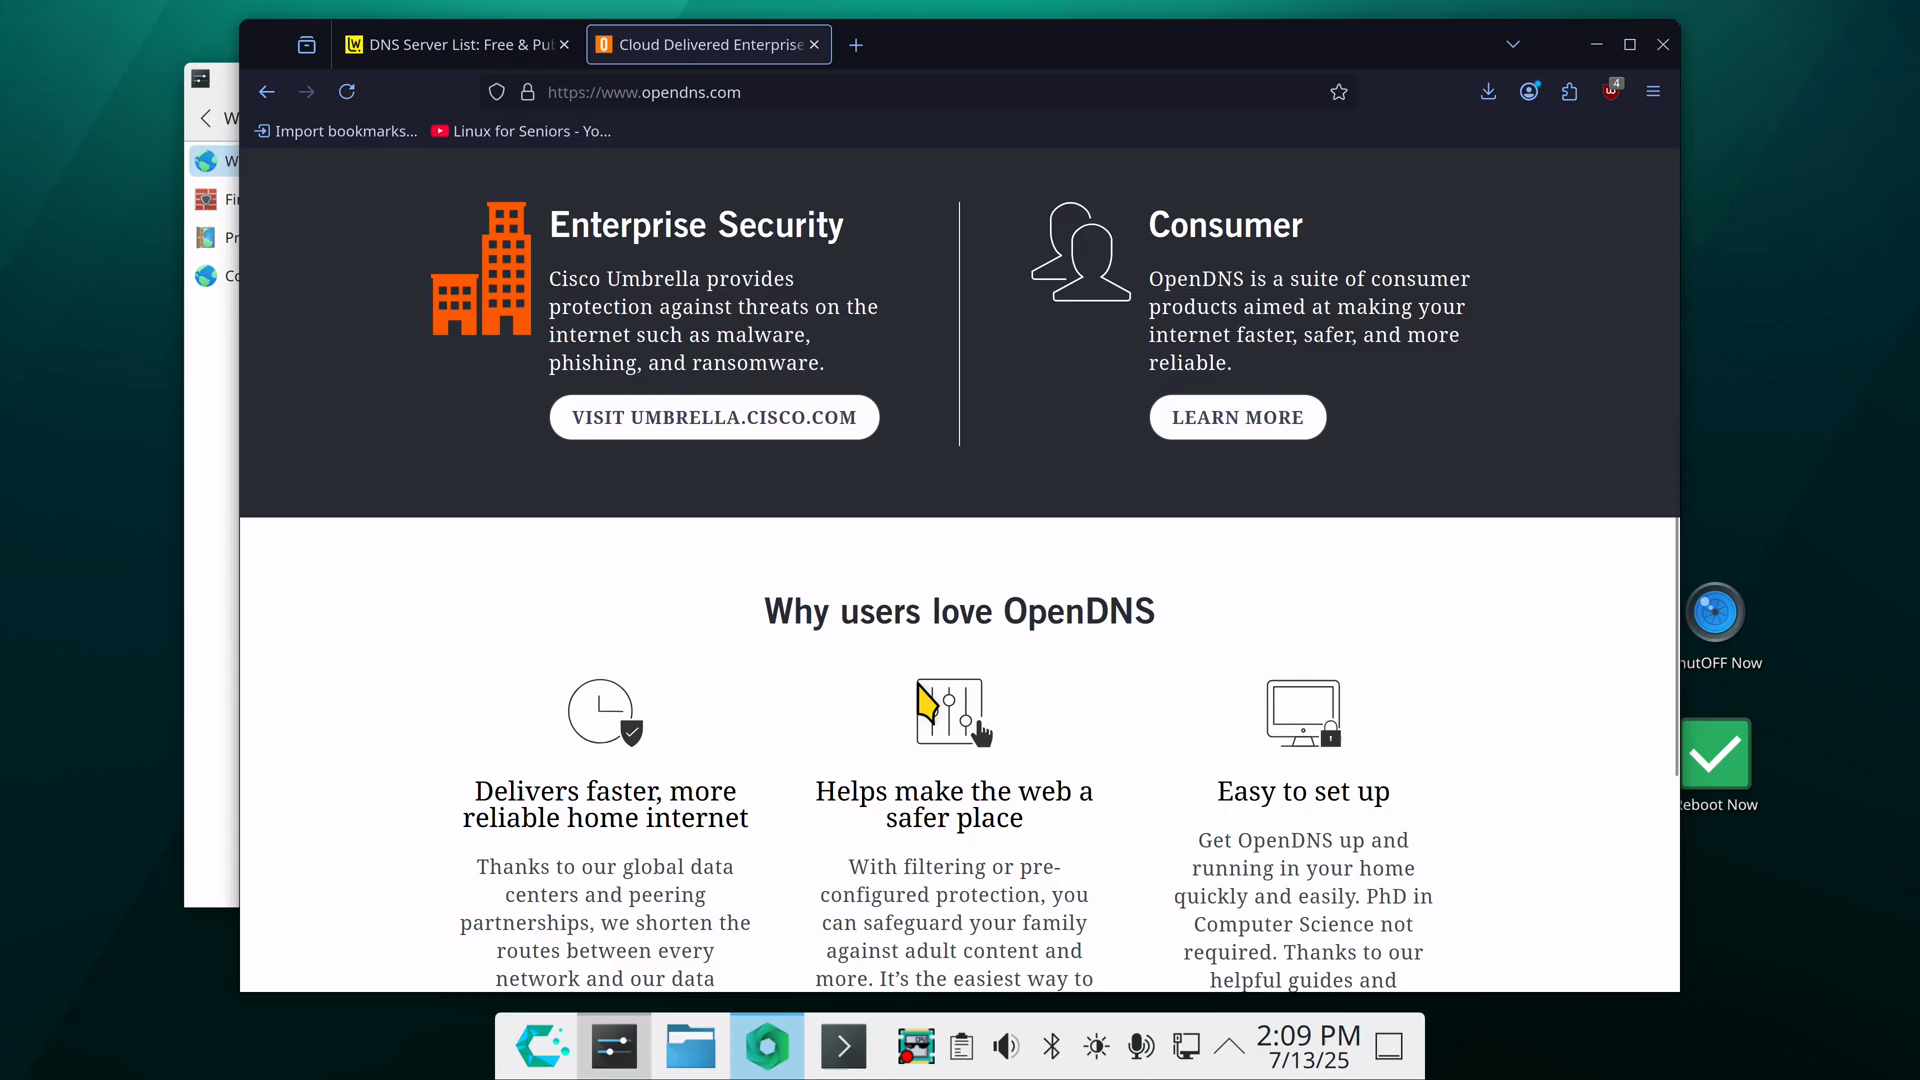 DNS Server List: Free & Pu
Cloud Delivered Enterprise
https://www.opendns.com
4
Import bookmarks...
Linux for Seniors - Yo...
W
W
Fi
Pr
Co
Enterprise Security
Cisco Umbrella provides
protection against threats on the
internet such as malware,
phishing, and ransomware.
VISIT UMBRELLA.CISCO.COM
Consumer
OpenDNS is a suite of consumer
products aimed at making your
internet faster, safer, and more
reliable.
LEARN MORE
Why users love OpenDNS
Delivers faster, more
reliable home internet
Thanks to our global data
centers and peering
partnerships, we shorten the
routes between every
network and our data
Helps make the web a
safer place
With filtering or pre-
configured protection, you
can safeguard your family
against adult content and
more. It's the easiest way to
Easy to set up
Get OpenDNS up and
running in your home
quickly and easily. PhD in
Computer Science not
required. Thanks to our
helpful guides and
hutOFF Now
eboot Now
2:09 PM
7/13/25